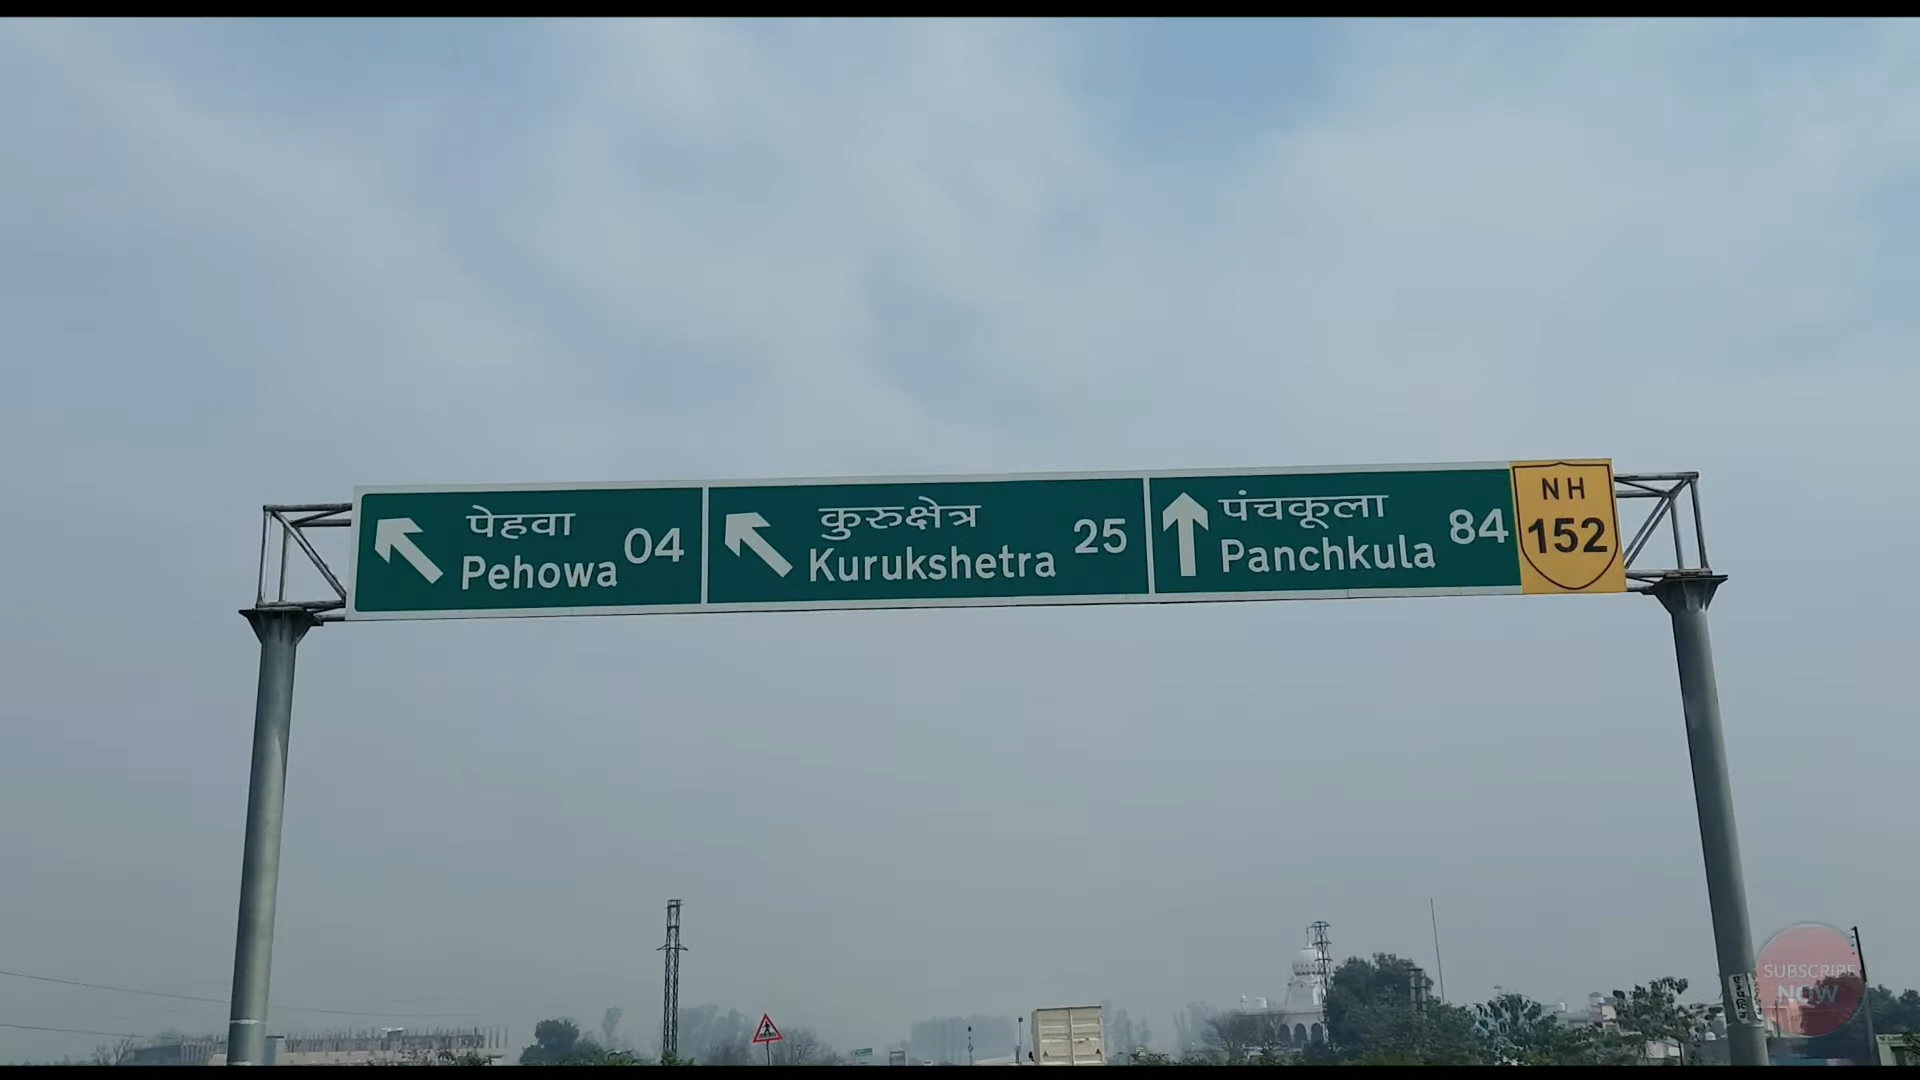 पेहवा
Pehowa
04
कुरुक्षेत्र
Kurukshetra
25
पंचकूला
Panchkula
84
NH
152
SUBSCRIBE
NOW